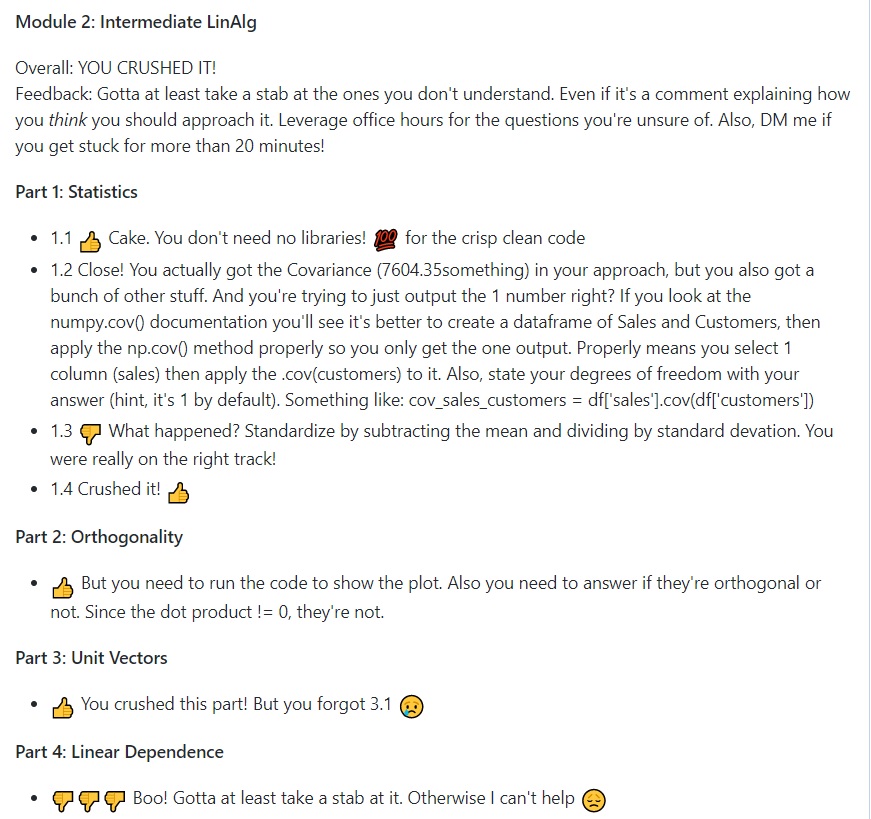 Module 2: Intermediate LinAlg
Overall: YOU CRUSHED IT!
Feedback: Gotta at least take a stab at the ones you don't understand. Even if it's a comment explaining how
you think you should approach it. Leverage office hours for the questions you're unsure of. Also, DM me if
you get stuck for more than 20 minutes!
Part 1: Statistics
• 1.1 👍 Cake. You don't need no libraries! 💯 for the crisp clean code
• 1.2 Close! You actually got the Covariance (7604.35something) in your approach, but you also got a
bunch of other stuff. And you're trying to just output the 1 number right? If you look at the
numpy.cov() documentation you'll see it's better to create a dataframe of Sales and Customers, then
apply the np.cov() method properly so you only get the one output. Properly means you select 1
column (sales) then apply the .cov(customers) to it. Also, state your degrees of freedom with your
answer (hint, it's 1 by default). Something like: cov_sales_customers = df['sales'].cov(df['customers'])
• 1.3 👎 What happened? Standardize by subtracting the mean and dividing by standard devation. You
were really on the right track!
• 1.4 Crushed it! 👍
Part 2: Orthogonality
• 👍 But you need to run the code to show the plot. Also you need to answer if they're orthogonal or
not. Since the dot product != 0, they're not.
Part 3: Unit Vectors
• 👍 You crushed this part! But you forgot 3.1 😢
Part 4: Linear Dependence
• 👎👎👎 Boo! Gotta at least take a stab at it. Otherwise I can't help 😞